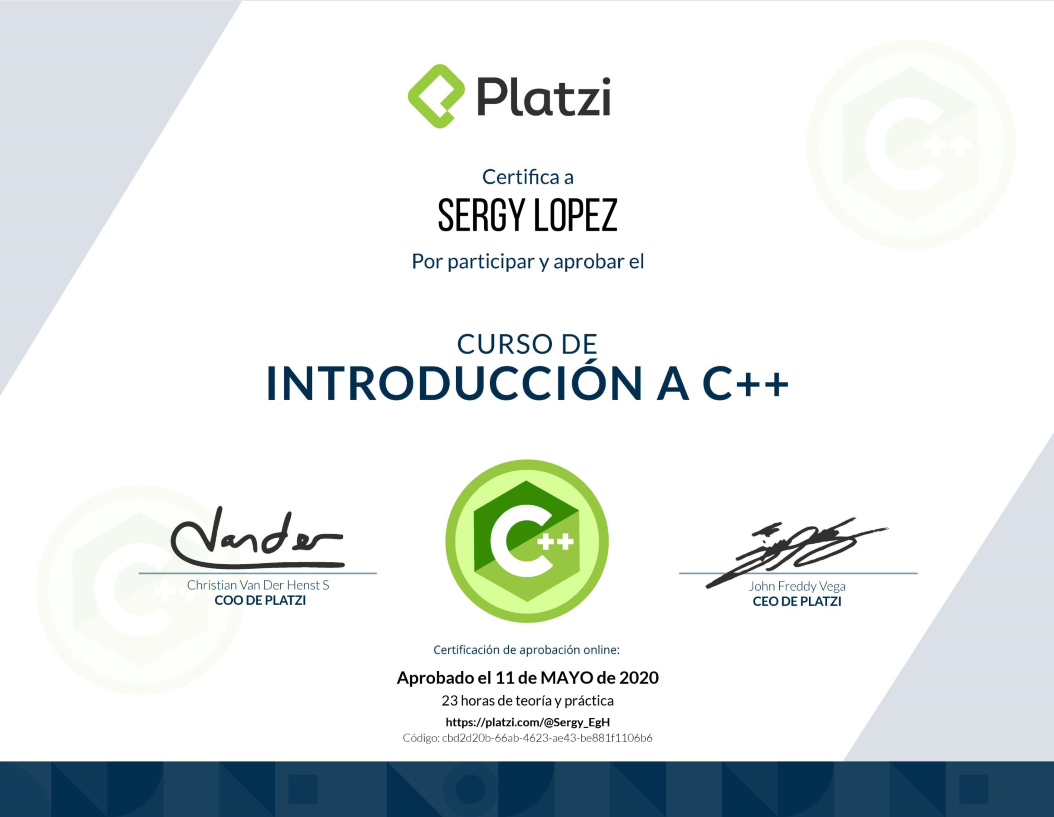 Platzi
Certifica a
SERGY LOPEZ
Por participar y aprobar el
CURSO DE
INTRODUCCIÓN A C++
C++
C++
C++
Vander
Christian Van Der Henst S
COO DE PLATZI
John Freddy Vega
CEO DE PLATZI
Certificación de aprobación online:
Aprobado el 11 de MAYO de 2020
23 horas de teoría y práctica
https://platzi.com/@Sergy_EgH
Código: cbd2d20b-66ab-4623-ae43-be881f1106b6